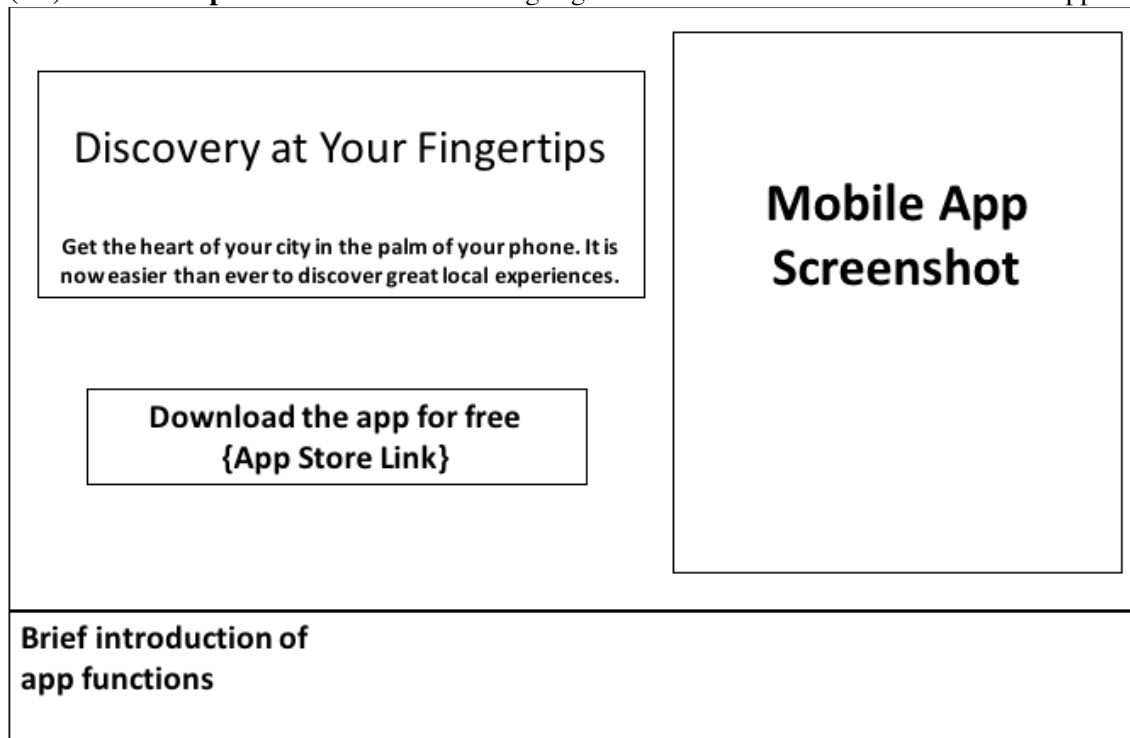 Discovery at Your Fingertips
Get the heart of your city in the palm of your phone. It is
now easier than ever to discover great local experiences.
Download the app for free
{App Store Link}
Mobile App
Screenshot
Brief introduction of
app functions